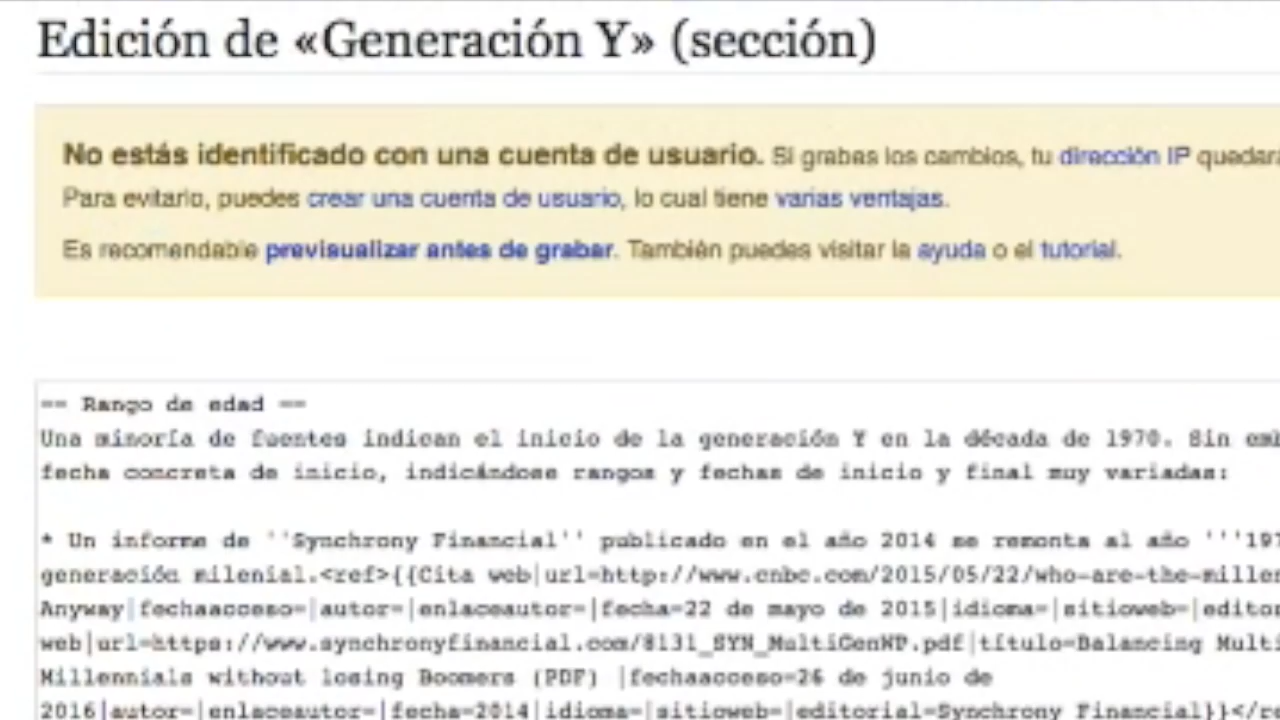 Edición de «Generación Y» (sección)
No estás identificado con una cuenta de usuario. Si grabas los cambios, tu dirección IP quedará
Para evitarlo, puedes crear una cuenta de usuario, lo cual tiene varias ventajas.
Es recomendable previsualizar antes de grabar. También puedes visitar la ayuda o el tutorial.
== Rango de edad ==
Una minoría de fuentes indican el inicio de la generación Y en la década de 1970. Sin emb
fecha concreta de inicio, indicándose rangos y fechas de inicio y final muy variadas:
* Un informe de ''Synchrony Financial'' publicado en el año 2014 se remonta al año '''197
generación milenial.<ref>{{Cita web|url=http://www.cnbc.com/2015/05/22/who-are-the-millen
Anyway|fechaacceso=|autor=|enlaceautor=|fecha=22 de mayo de 2015|idioma=|sitioweb=|editor
web|url=https://www.synchronyfinancial.com/8131_SYN_MultiGenWP.pdf|título=Balancing Multi
Millennials without losing Boomers (PDF) |fechaacceso=26 de junio de
2016|autor=|enlaceautor=|fecha=2014|idioma=|sitioweb=|editorial=Synchrony Financial}}</re